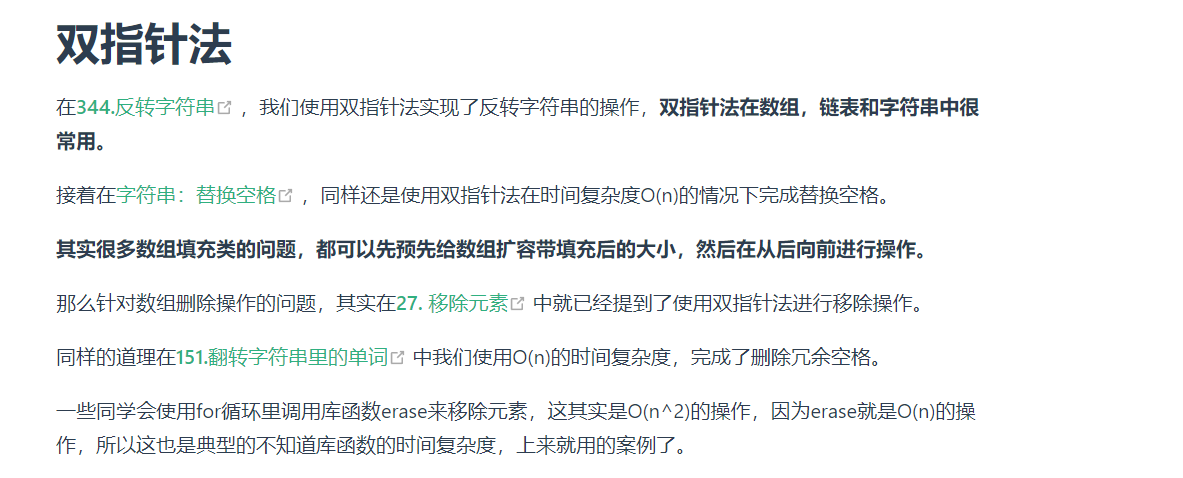 双指针法
在344.反转字符串 ，我们使用双指针法实现了反转字符串的操作，双指针法在数组，链表和字符串中很
常用。
接着在字符串：替换空格 ，同样还是使用双指针法在时间复杂度O(n)的情况下完成替换空格。
其实很多数组填充类的问题，都可以先预先给数组扩容带填充后的大小，然后在从后向前进行操作。
那么针对数组删除操作的问题，其实在27. 移除元素 中就已经提到了使用双指针法进行移除操作。
同样的道理在151.翻转字符串里的单词 中我们使用O(n)的时间复杂度，完成了删除冗余空格。
一些同学会使用for循环里调用库函数erase来移除元素，这其实是O(n^2)的操作，因为erase就是O(n)的操
作，所以这也是典型的不知道库函数的时间复杂度，上来就用的案例了。